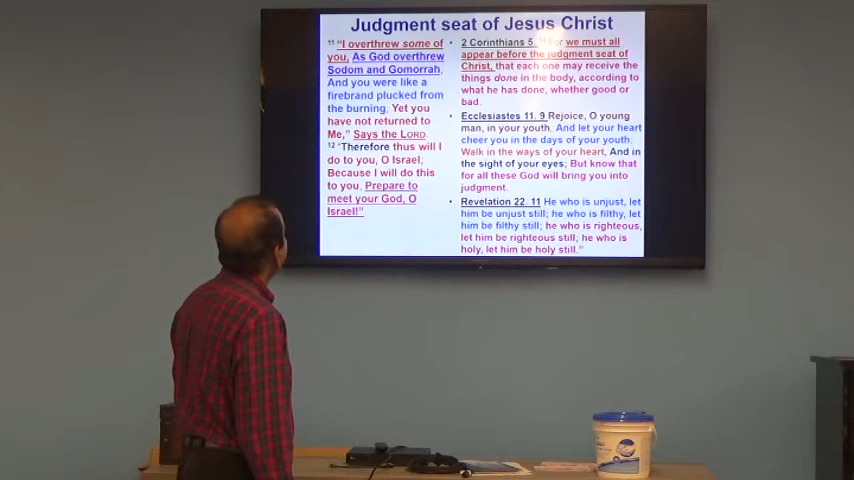 Judgment seat of Jesus Christ
11 "I overthrew some of
you, As God overthrew
Sodom and Gomorrah,
And you were like a
firebrand plucked from
the burning, Yet you
have not returned to
Me," Says the LORD.
12 "Therefore thus will I
do to you, O Israel;
Because I will do this
to you, Prepare to
meet your God, O
Israel!"
• 2 Corinthians 5. For we must all
appear before the judgment seat of
Christ, that each one may receive the
things done in the body, according to
what he has done, whether good or
bad.
• Ecclesiastes 11. 9 Rejoice, O young
man, in your youth, And let your heart
cheer you in the days of your youth;
Walk in the ways of your heart, And in
the sight of your eyes; But know that
for all these God will bring you into
judgment.
• Revelation 22. 11 He who is unjust, let
him be unjust still; he who is filthy, let
him be filthy still; he who is righteous,
let him be righteous still; he who is
holy, let him be holy still."